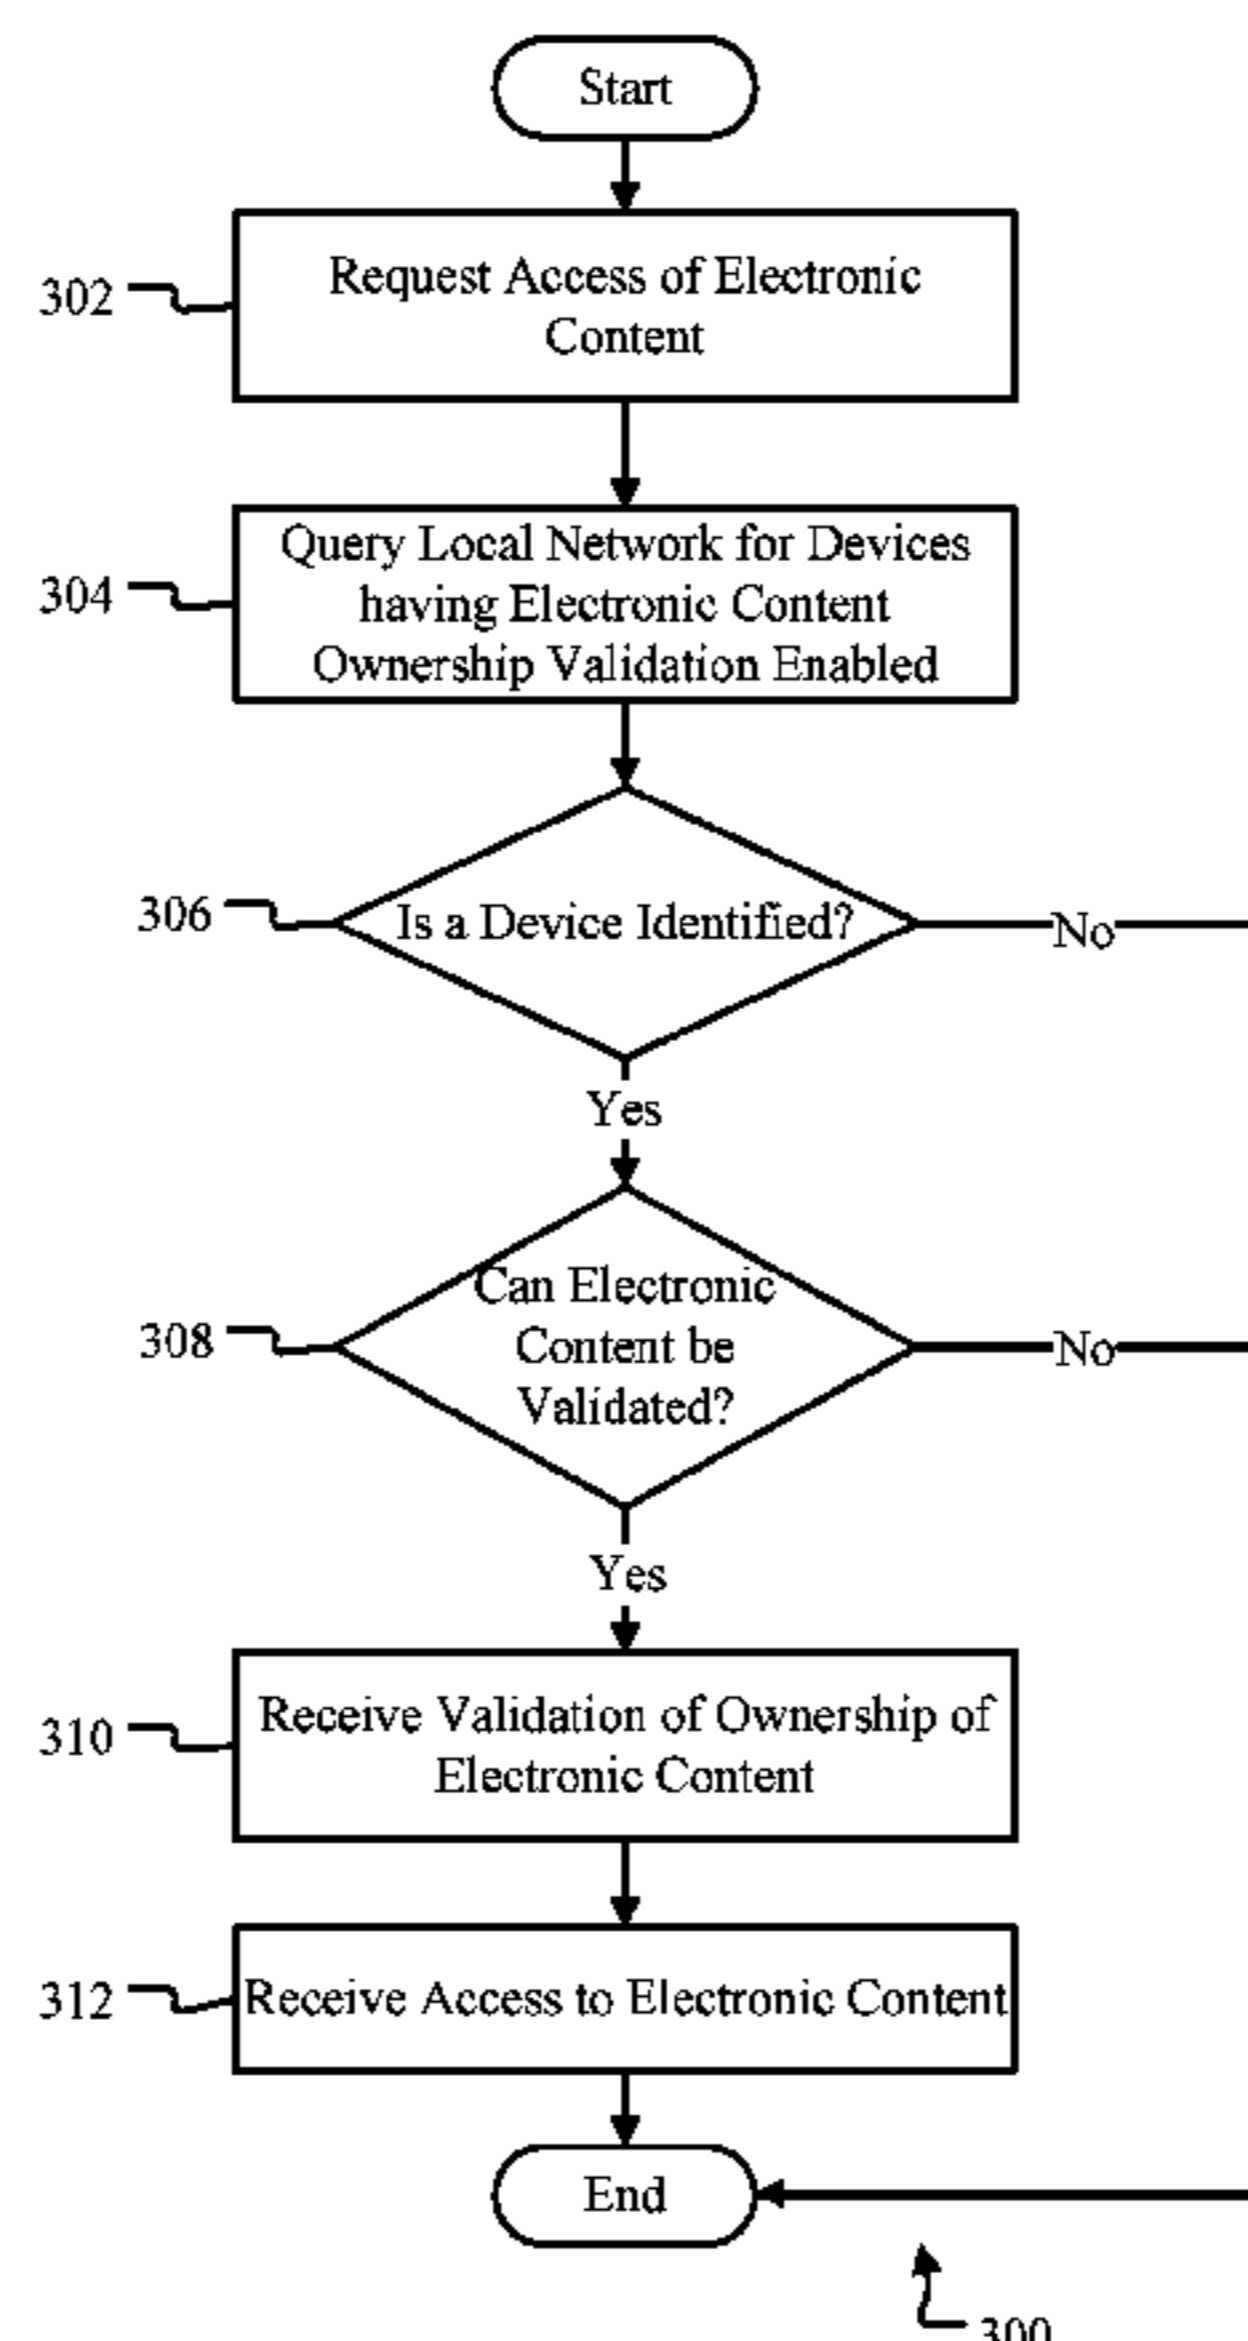 Start
302
Request Access of Electronic
Content
304
Query Local Network for Devices
having Electronic Content
Ownership Validation Enabled
306
Is a Device Identified?
No
Yes
308
Can Electronic
Content be
Validated?
No
Yes
310
Receive Validation of Ownership of
Electronic Content
312
Receive Access to Electronic Content
End
300